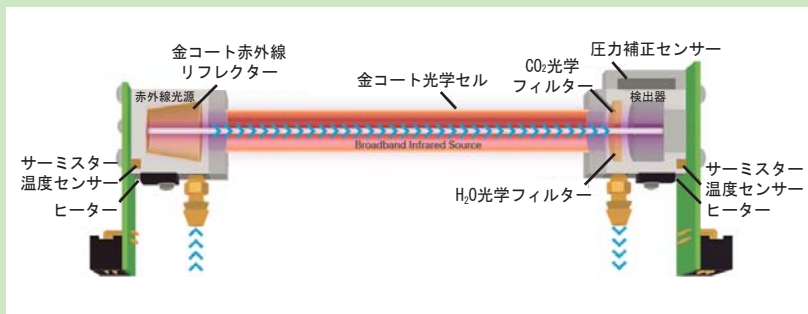 金コート赤外線
リフレクター
赤外線光源
サーミスター
温度センサー
ヒーター
金コート光学セル
Broadband Infrared Source
圧力補正センサー
CO₂光学
フィルター
検出器
H₂O光学フィルター
サーミスター
温度センサー
ヒーター